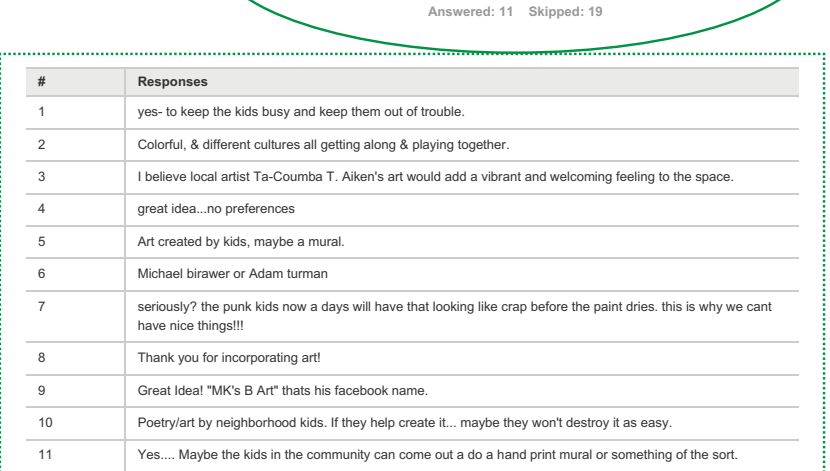 Answered: 11 Skipped: 19
# Responses
1 yes- to keep the kids busy and keep them out of trouble.
2 Colorful, & different cultures all getting along & playing together.
3 I believe local artist Ta-Coumba T. Aiken's art would add a vibrant and welcoming feeling to the space.
4 great idea...no preferences
5 Art created by kids, maybe a mural.
6 Michael birawer or Adam turman
7 seriously? the punk kids now a days will have that looking like crap before the paint dries. this is why we cant
have nice things!!!
8 Thank you for incorporating art!
9 Great Idea! "MK's B Art" thats his facebook name.
10 Poetry/art by neighborhood kids. If they help create it... maybe they won't destroy it as easy.
11 Yes.... Maybe the kids in the community can come out a do a hand print mural or something of the sort.